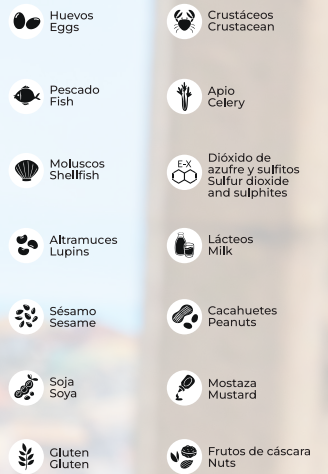 Huevos
Eggs
Crustáceos
Crustacean
Pescado
Fish
Apio
Celery
Moluscos
Shellfish
E-X
Dióxido de
azufre y sulfitos
Sulfur dioxide
and sulphites
Altramuces
Lupins
Lácteos
Milk
Sésamo
Sesame
Cacahuetes
Peanuts
Soja
Soya
Mostaza
Mustard
Gluten
Gluten
Frutos de cáscara
Nuts